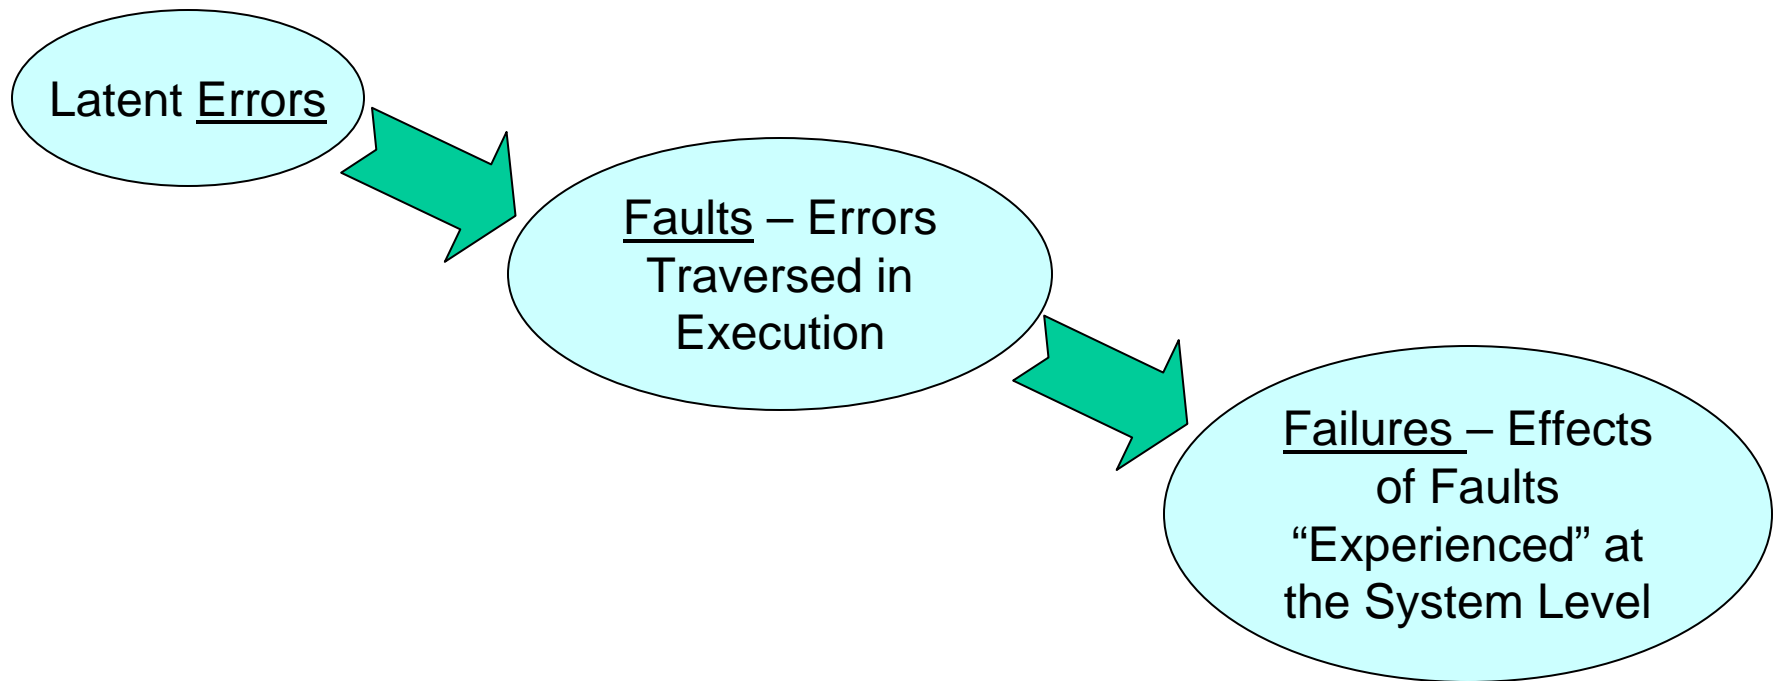 Latent Errors
Faults – Errors
Traversed in
Execution
Failures – Effects
of Faults
“Experienced” at
the System Level